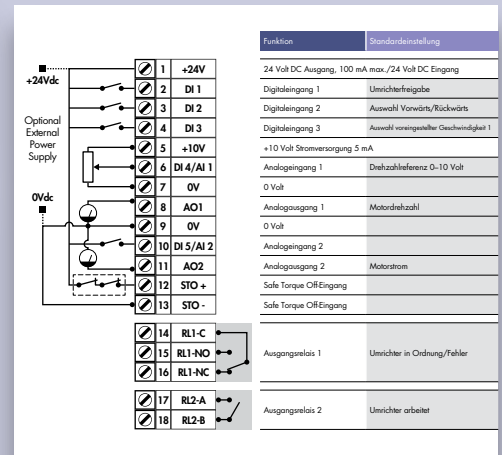 Funktion Standardeinstellung
+24Vdc
Optional
External
Power
Supply
0Vdc
1 +24V 24 Volt DC Ausgang, 100 mA max./24 Volt DC Eingang
2 DI 1 Digitaleingang 1 Umrichterfreigabe
3 DI 2 Digitaleingang 2 Auswahl Vorwärts/Rückwärts
4 DI 3 Digitaleingang 3 Auswahl voreingestellter Geschwindigkeit 1
5 +10V +10 Volt Stromversorgung 5 mA
6 DI 4/AI 1 Analogeingang 1 Drehzahlreferenz 0–10 Volt
7 0V 0 Volt
8 AO1 Analogausgang 1 Motordrehzahl
9 0V 0 Volt
10 DI 5/AI 2 Analogeingang 2
11 AO2 Analogausgang 2 Motorstrom
12 STO + Safe Torque Off-Eingang
13 STO - Safe Torque Off-Eingang
14 RL1-C
15 RL1-NO Ausgangsrelais 1 Umrichter in Ordnung/Fehler
16 RL1-NC
17 RL2-A Ausgangsrelais 2 Umrichter arbeitet
18 RL2-B